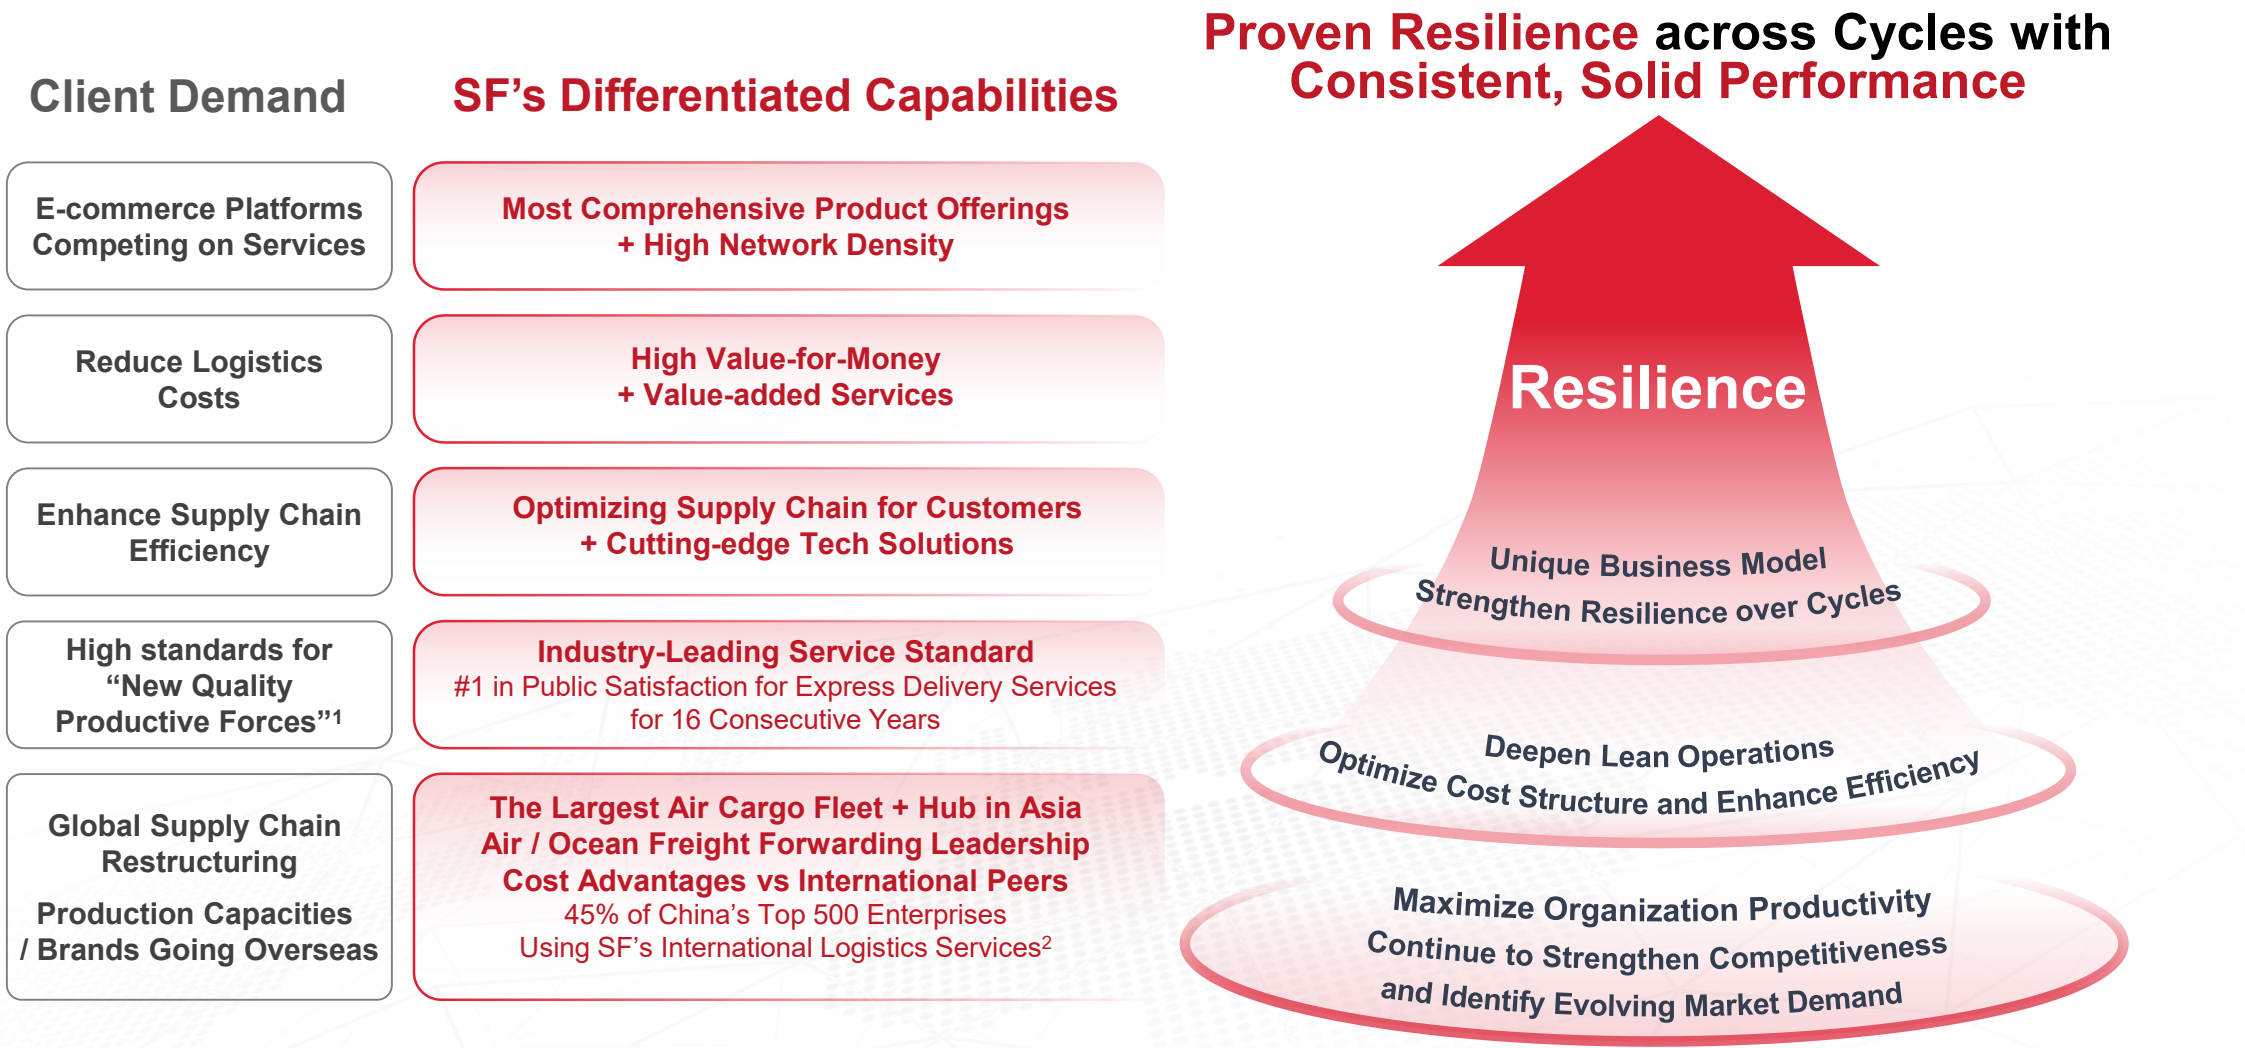 Client Demand
SF’s Differentiated Capabilities
Proven Resilience across Cycles with
Consistent, Solid Performance
E-commerce Platforms
Competing on Services
Most Comprehensive Product Offerings
+ High Network Density
Reduce Logistics
Costs
High Value-for-Money
+ Value-added Services
Enhance Supply Chain
Efficiency
Optimizing Supply Chain for Customers
+ Cutting-edge Tech Solutions
High standards for
“New Quality
Productive Forces”¹
Industry-Leading Service Standard
#1 in Public Satisfaction for Express Delivery Services
for 16 Consecutive Years
Global Supply Chain
Restructuring
Production Capacities
/ Brands Going Overseas
The Largest Air Cargo Fleet + Hub in Asia
Air / Ocean Freight Forwarding Leadership
Cost Advantages vs International Peers
45% of China’s Top 500 Enterprises
Using SF’s International Logistics Services²
Resilience
Unique Business Model
Strengthen Resilience over Cycles
Deepen Lean Operations
Optimize Cost Structure and Enhance Efficiency
Maximize Organization Productivity
Continue to Strengthen Competitiveness
and Identify Evolving Market Demand